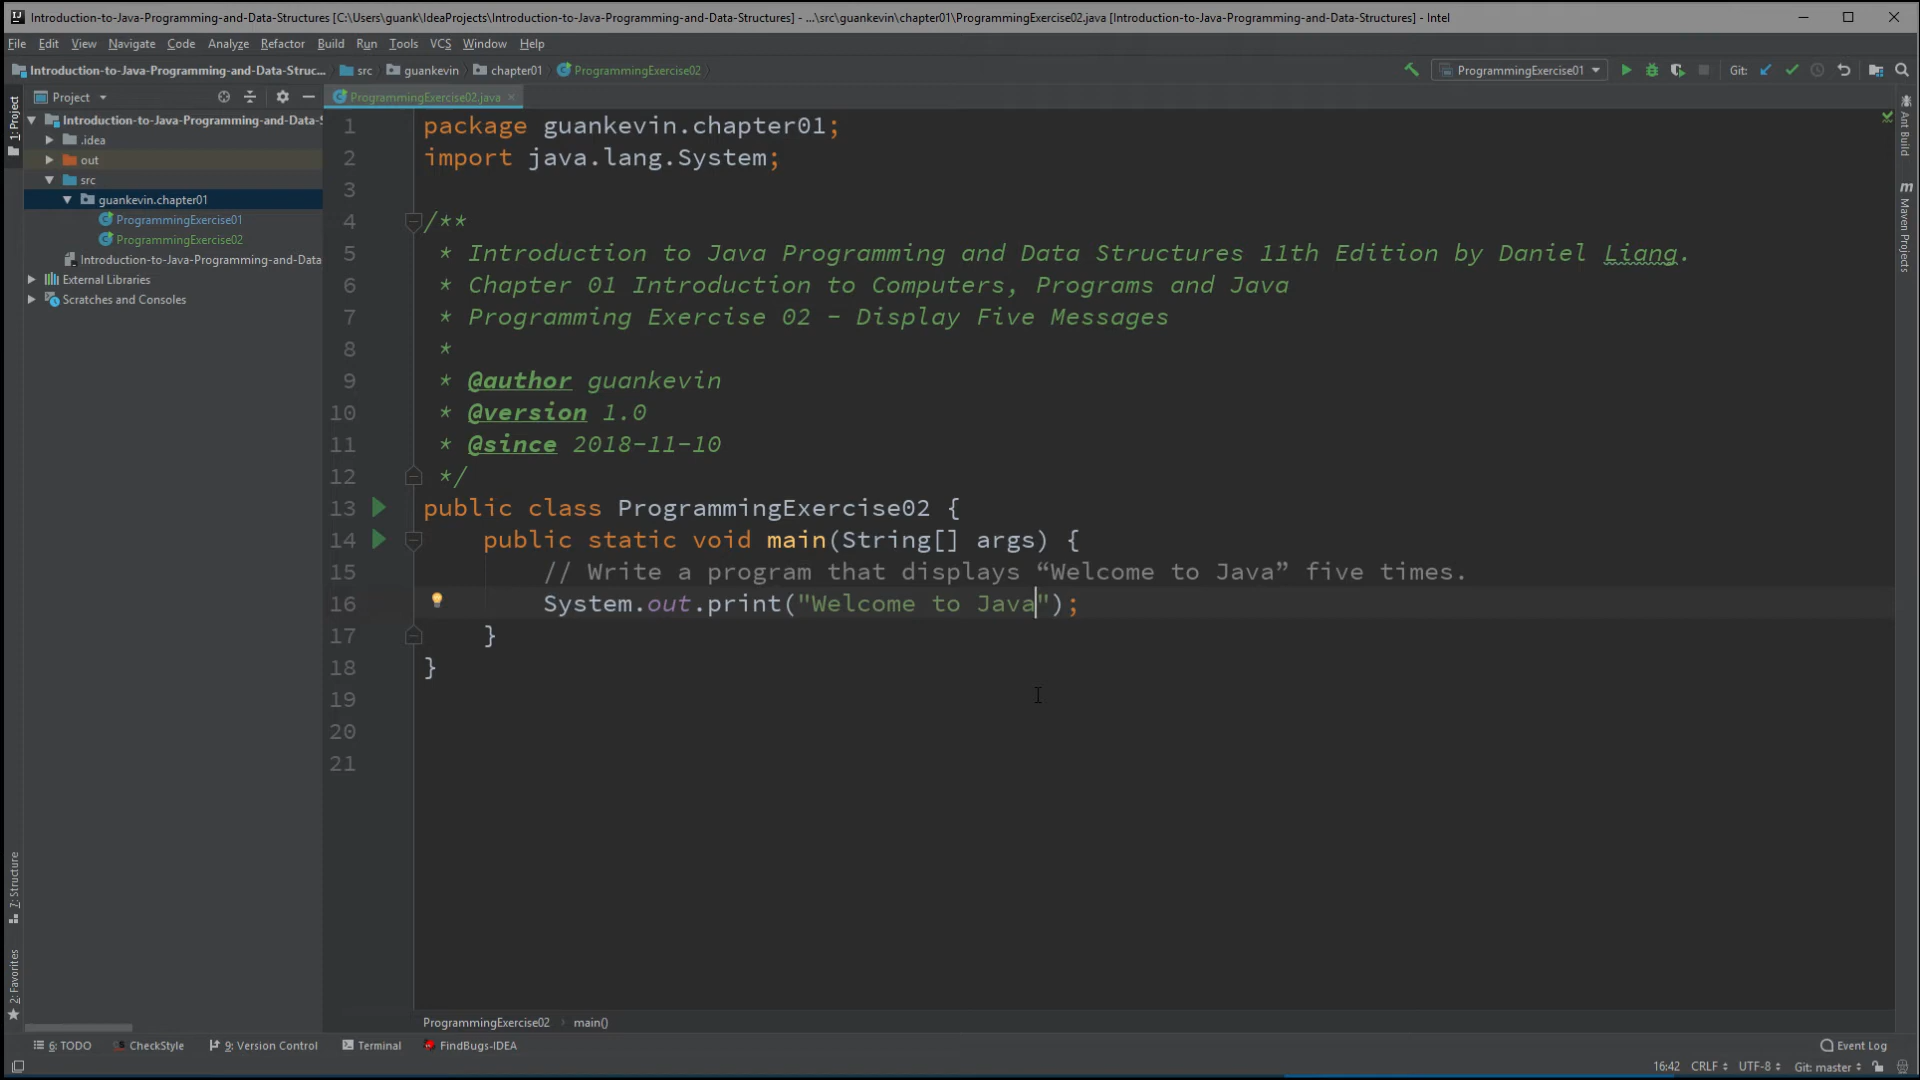 Introduction-to-Java-Programming-and-Data-Structures [C:\Users\guank\IdeaProjects\Introduction-to-Java-Programming-and-Data-Structures] - ...\src\guankevin\chapter01\ProgrammingExercise02.java [Introduction-to-Java-Programming-and-Data-Structures] - Intel
File Edit View Navigate Code Analyze Refactor Build Run Tools VCS Window Help
Introduction-to-Java-Programming-and-Data-Struc... src guankevin chapter01 ProgrammingExercise02 ProgrammingExercise01 Git:
Project ProgrammingExercise02.java
1: Project
Introduction-to-Java-Programming-and-Data-S
.idea
out
src
guankevin.chapter01
ProgrammingExercise01
ProgrammingExercise02
Introduction-to-Java-Programming-and-Data
External Libraries
Scratches and Consoles
1 package guankevin.chapter01;
2 import java.lang.System;
3
4 /**
5 * Introduction to Java Programming and Data Structures 11th Edition by Daniel Liang.
6 * Chapter 01 Introduction to Computers, Programs and Java
7 * Programming Exercise 02 - Display Five Messages
8 *
9 * @author guankevin
10 * @version 1.0
11 * @since 2018-11-10
12 */
13 public class ProgrammingExercise02 {
14 public static void main(String[] args) {
15 // Write a program that displays “Welcome to Java” five times.
16 System.out.print("Welcome to Java");
17 }
18 }
19
20
21
Ant Build
m Maven Projects
7: Structure
2: Favorites
ProgrammingExercise02 › main()
6: TODO CheckStyle 9: Version Control Terminal FindBugs-IDEA Event Log
16:42 CRLF UTF-8 Git: master